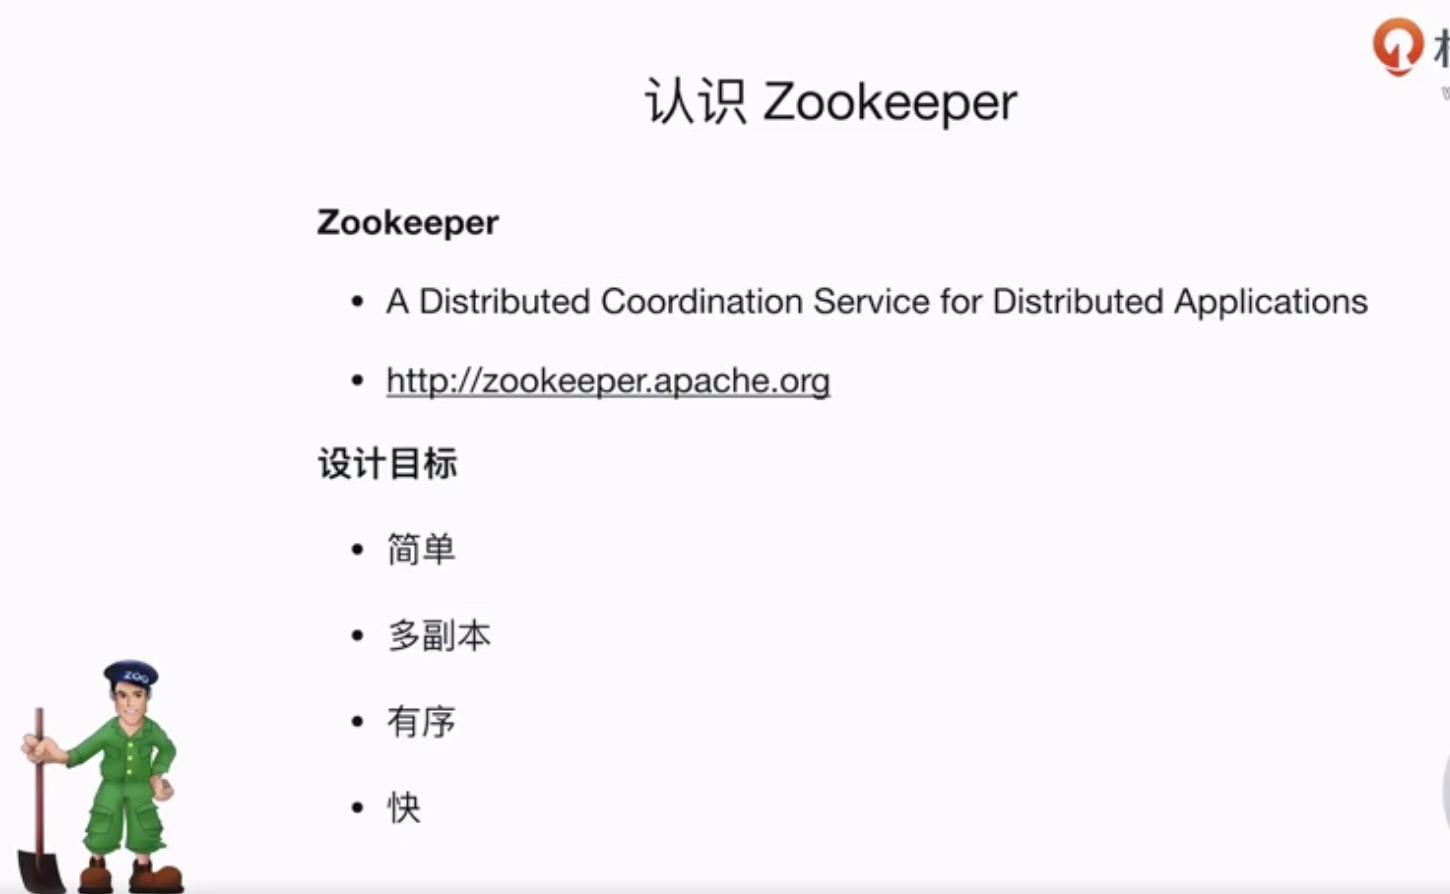 认识 Zookeeper
Zookeeper
• A Distributed Coordination Service for Distributed Applications
• http://zookeeper.apache.org
设计目标
• 简单
• 多副本
• 有序
• 快
ZOO